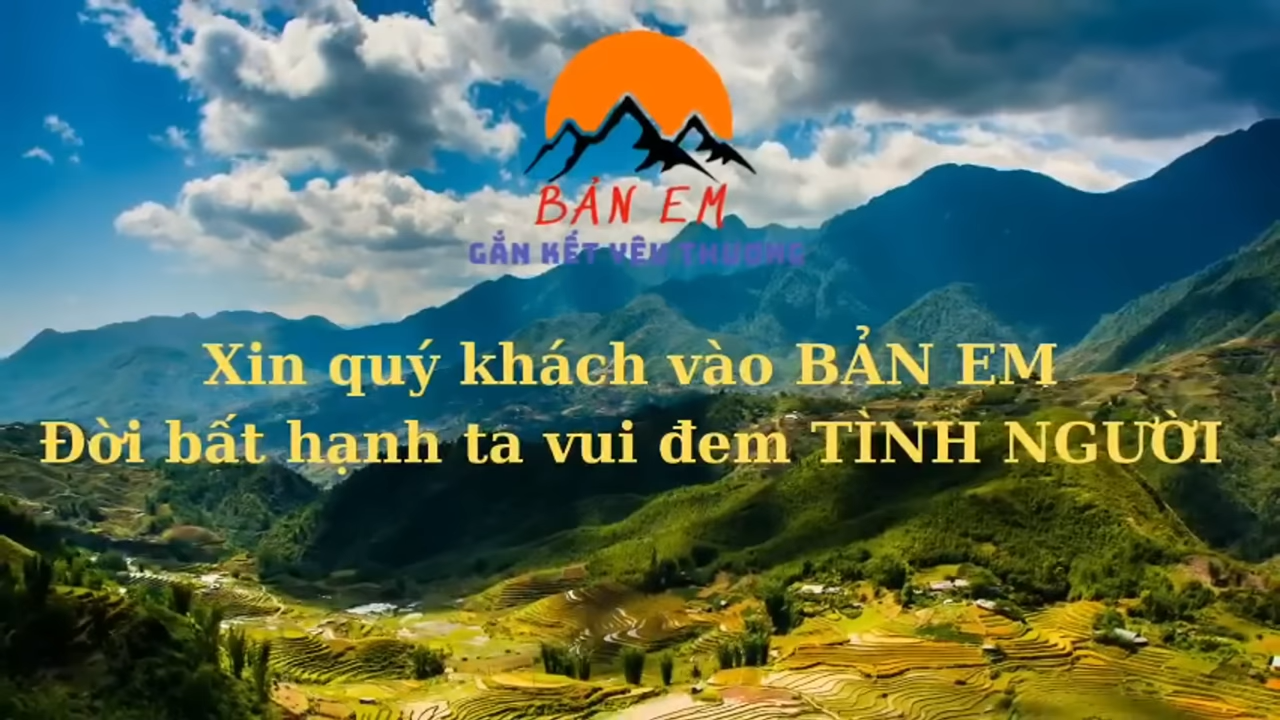 BẢN EM
GẮN KẾT YÊU THƯƠNG
Xin quý khách vào BẢN EM
Đời bất hạnh ta vui đem TÌNH NGƯỜI